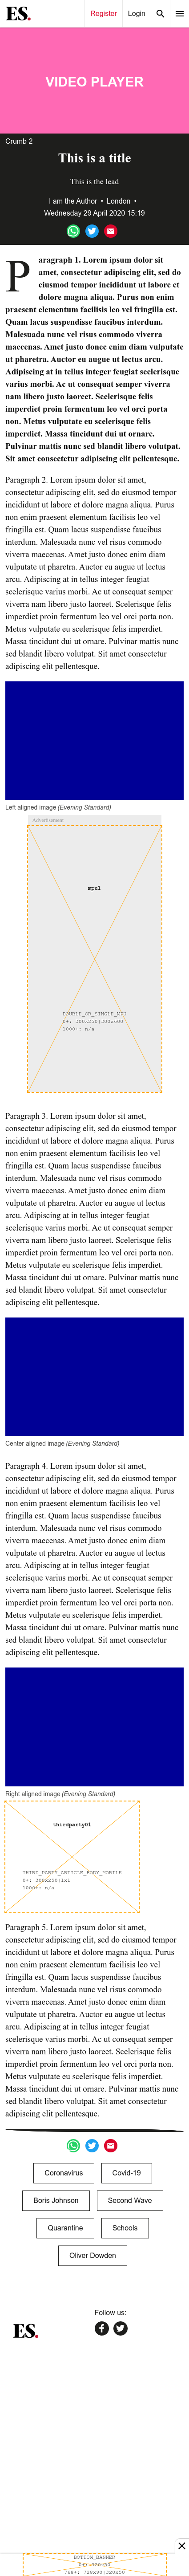 ES.
Register
Login
VIDEO PLAYER
Crumb 2
This is a title
This is the lead
I am the Author • London •
Wednesday 29 April 2020 15:19
Paragraph 1. Lorem ipsum dolor sit
amet, consectetur adipiscing elit, sed do
eiusmod tempor incididunt ut labore et
dolore magna aliqua. Purus non enim
praesent elementum facilisis leo vel fringilla est.
Quam lacus suspendisse faucibus interdum.
Malesuada nunc vel risus commodo viverra
maecenas. Amet justo donec enim diam vulputate
ut pharetra. Auctor eu augue ut lectus arcu.
Adipiscing at in tellus integer feugiat scelerisque
varius morbi. Ac ut consequat semper viverra
nam libero justo laoreet. Scelerisque felis
imperdiet proin fermentum leo vel orci porta
non. Metus vulputate eu scelerisque felis
imperdiet. Massa tincidunt dui ut ornare.
Pulvinar mattis nunc sed blandit libero volutpat.
Sit amet consectetur adipiscing elit pellentesque.
Paragraph 2. Lorem ipsum dolor sit amet,
consectetur adipiscing elit, sed do eiusmod tempor
incididunt ut labore et dolore magna aliqua. Purus
non enim praesent elementum facilisis leo vel
fringilla est. Quam lacus suspendisse faucibus
interdum. Malesuada nunc vel risus commodo
viverra maecenas. Amet justo donec enim diam
vulputate ut pharetra. Auctor eu augue ut lectus
arcu. Adipiscing at in tellus integer feugiat
scelerisque varius morbi. Ac ut consequat semper
viverra nam libero justo laoreet. Scelerisque felis
imperdiet proin fermentum leo vel orci porta non.
Metus vulputate eu scelerisque felis imperdiet.
Massa tincidunt dui ut ornare. Pulvinar mattis nunc
sed blandit libero volutpat. Sit amet consectetur
adipiscing elit pellentesque.
Left aligned image (Evening Standard)
Advertisement
mpu1
DOUBLE_OR_SINGLE_MPU
0+: 300x250|300x600
1000+: n/a
Paragraph 3. Lorem ipsum dolor sit amet,
consectetur adipiscing elit, sed do eiusmod tempor
incididunt ut labore et dolore magna aliqua. Purus
non enim praesent elementum facilisis leo vel
fringilla est. Quam lacus suspendisse faucibus
interdum. Malesuada nunc vel risus commodo
viverra maecenas. Amet justo donec enim diam
vulputate ut pharetra. Auctor eu augue ut lectus
arcu. Adipiscing at in tellus integer feugiat
scelerisque varius morbi. Ac ut consequat semper
viverra nam libero justo laoreet. Scelerisque felis
imperdiet proin fermentum leo vel orci porta non.
Metus vulputate eu scelerisque felis imperdiet.
Massa tincidunt dui ut ornare. Pulvinar mattis nunc
sed blandit libero volutpat. Sit amet consectetur
adipiscing elit pellentesque.
Center aligned image (Evening Standard)
Paragraph 4. Lorem ipsum dolor sit amet,
consectetur adipiscing elit, sed do eiusmod tempor
incididunt ut labore et dolore magna aliqua. Purus
non enim praesent elementum facilisis leo vel
fringilla est. Quam lacus suspendisse faucibus
interdum. Malesuada nunc vel risus commodo
viverra maecenas. Amet justo donec enim diam
vulputate ut pharetra. Auctor eu augue ut lectus
arcu. Adipiscing at in tellus integer feugiat
scelerisque varius morbi. Ac ut consequat semper
viverra nam libero justo laoreet. Scelerisque felis
imperdiet proin fermentum leo vel orci porta non.
Metus vulputate eu scelerisque felis imperdiet.
Massa tincidunt dui ut ornare. Pulvinar mattis nunc
sed blandit libero volutpat. Sit amet consectetur
adipiscing elit pellentesque.
Right aligned image (Evening Standard)
thirdparty01
THIRD_PARTY_ARTICLE_BODY_MOBILE
0+: 300x250|1x1
1000+: n/a
Paragraph 5. Lorem ipsum dolor sit amet,
consectetur adipiscing elit, sed do eiusmod tempor
incididunt ut labore et dolore magna aliqua. Purus
non enim praesent elementum facilisis leo vel
fringilla est. Quam lacus suspendisse faucibus
interdum. Malesuada nunc vel risus commodo
viverra maecenas. Amet justo donec enim diam
vulputate ut pharetra. Auctor eu augue ut lectus
arcu. Adipiscing at in tellus integer feugiat
scelerisque varius morbi. Ac ut consequat semper
viverra nam libero justo laoreet. Scelerisque felis
imperdiet proin fermentum leo vel orci porta non.
Metus vulputate eu scelerisque felis imperdiet.
Massa tincidunt dui ut ornare. Pulvinar mattis nunc
sed blandit libero volutpat. Sit amet consectetur
adipiscing elit pellentesque.
Coronavirus
Covid-19
Boris Johnson
Second Wave
Quarantine
Schools
Oliver Dowden
Follow us:
ES.
BOTTOM_BANNER
0+: 320x50
768+: 728x90|320x50